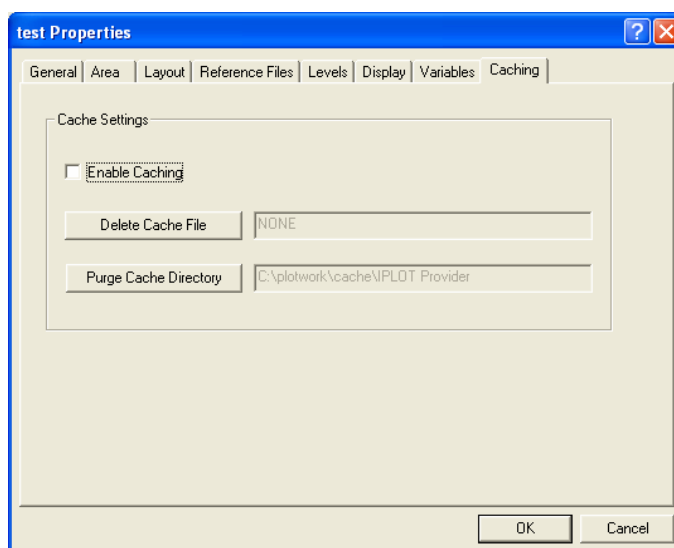 test Properties
General Area Layout Reference Files Levels Display Variables Caching
Cache Settings
Enable Caching
Delete Cache File NONE
Purge Cache Directory C:\plotwork\cache\IPLOT Provider
OK Cancel